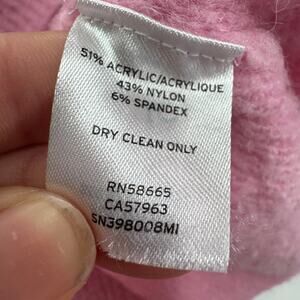 51% ACRYLIC/ACRYLIQUE
43% NYLON
6% SPANDEX
DRY CLEAN ONLY
RN58665
CA57963
SN398008MI